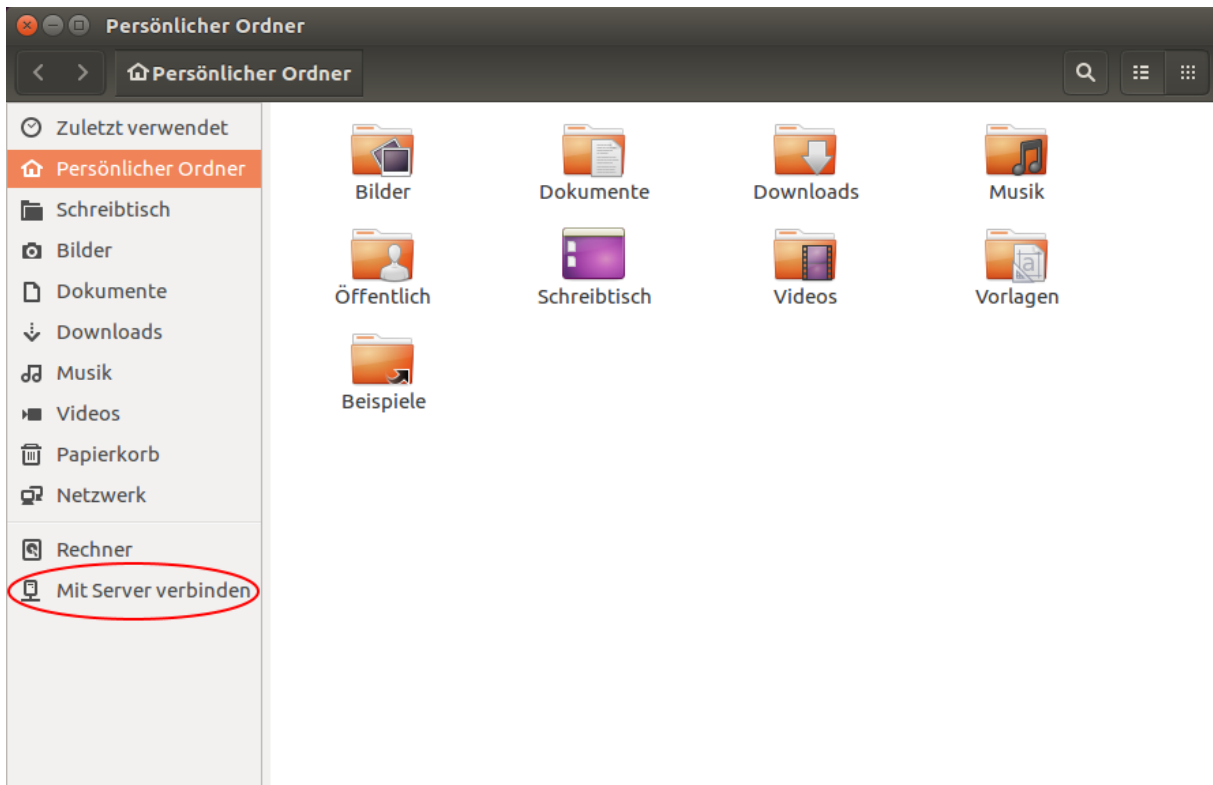 Persönlicher Ordner
Persönlicher Ordner
Zuletzt verwendet
Persönlicher Ordner
Schreibtisch
Bilder
Dokumente
Downloads
Musik
Videos
Papierkorb
Netzwerk
Rechner
Mit Server verbinden
Bilder
Dokumente
Downloads
Musik
Öffentlich
Schreibtisch
Videos
Vorlagen
Beispiele